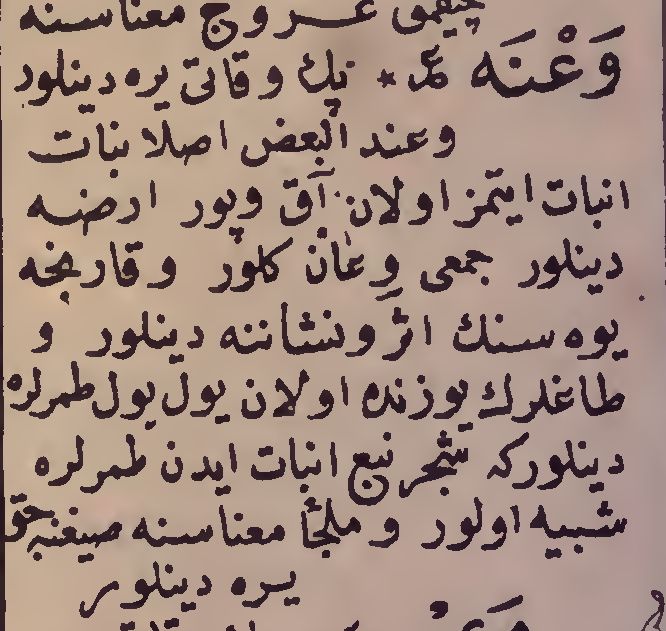 چیقمق عروج معناسنه
وَعْنَه * پك وقاتی یره دینلور
وعند البعض اصلا نبات
انبات ایتمز اولان آق وپور ارضه
دینلور جمعی وِعان کلور وقارنجه
یوه سنك اثر ونشاننه دینلور و
طاغلرك یوزنده اولان یول یول طمرلره
دینلورکه شجر نبع انبات ایدن طمرلره
شبیه اولور وملجأ معناسنه صیغنه جق
یره دینلور